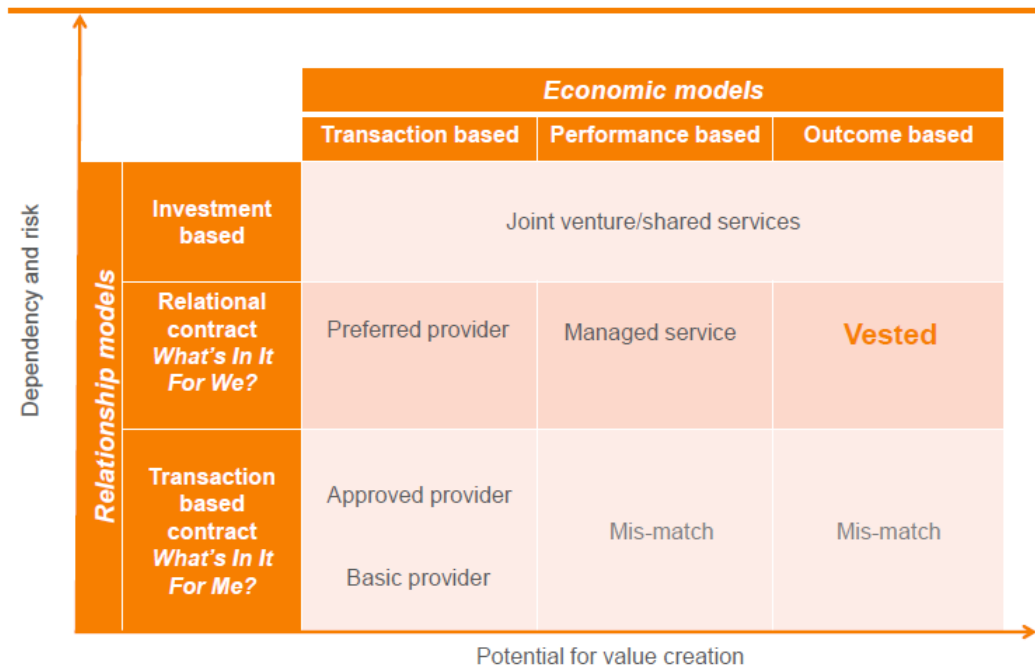 Economic models
Transaction based
Performance based
Outcome based
Dependency and risk
Relationship models
Investment
based
Joint venture/shared services
Relational
contract
What's In It
For We?
Preferred provider
Managed service
Vested
Transaction
based
contract
What's In It
For Me?
Approved provider
Basic provider
Mis-match
Mis-match
Potential for value creation